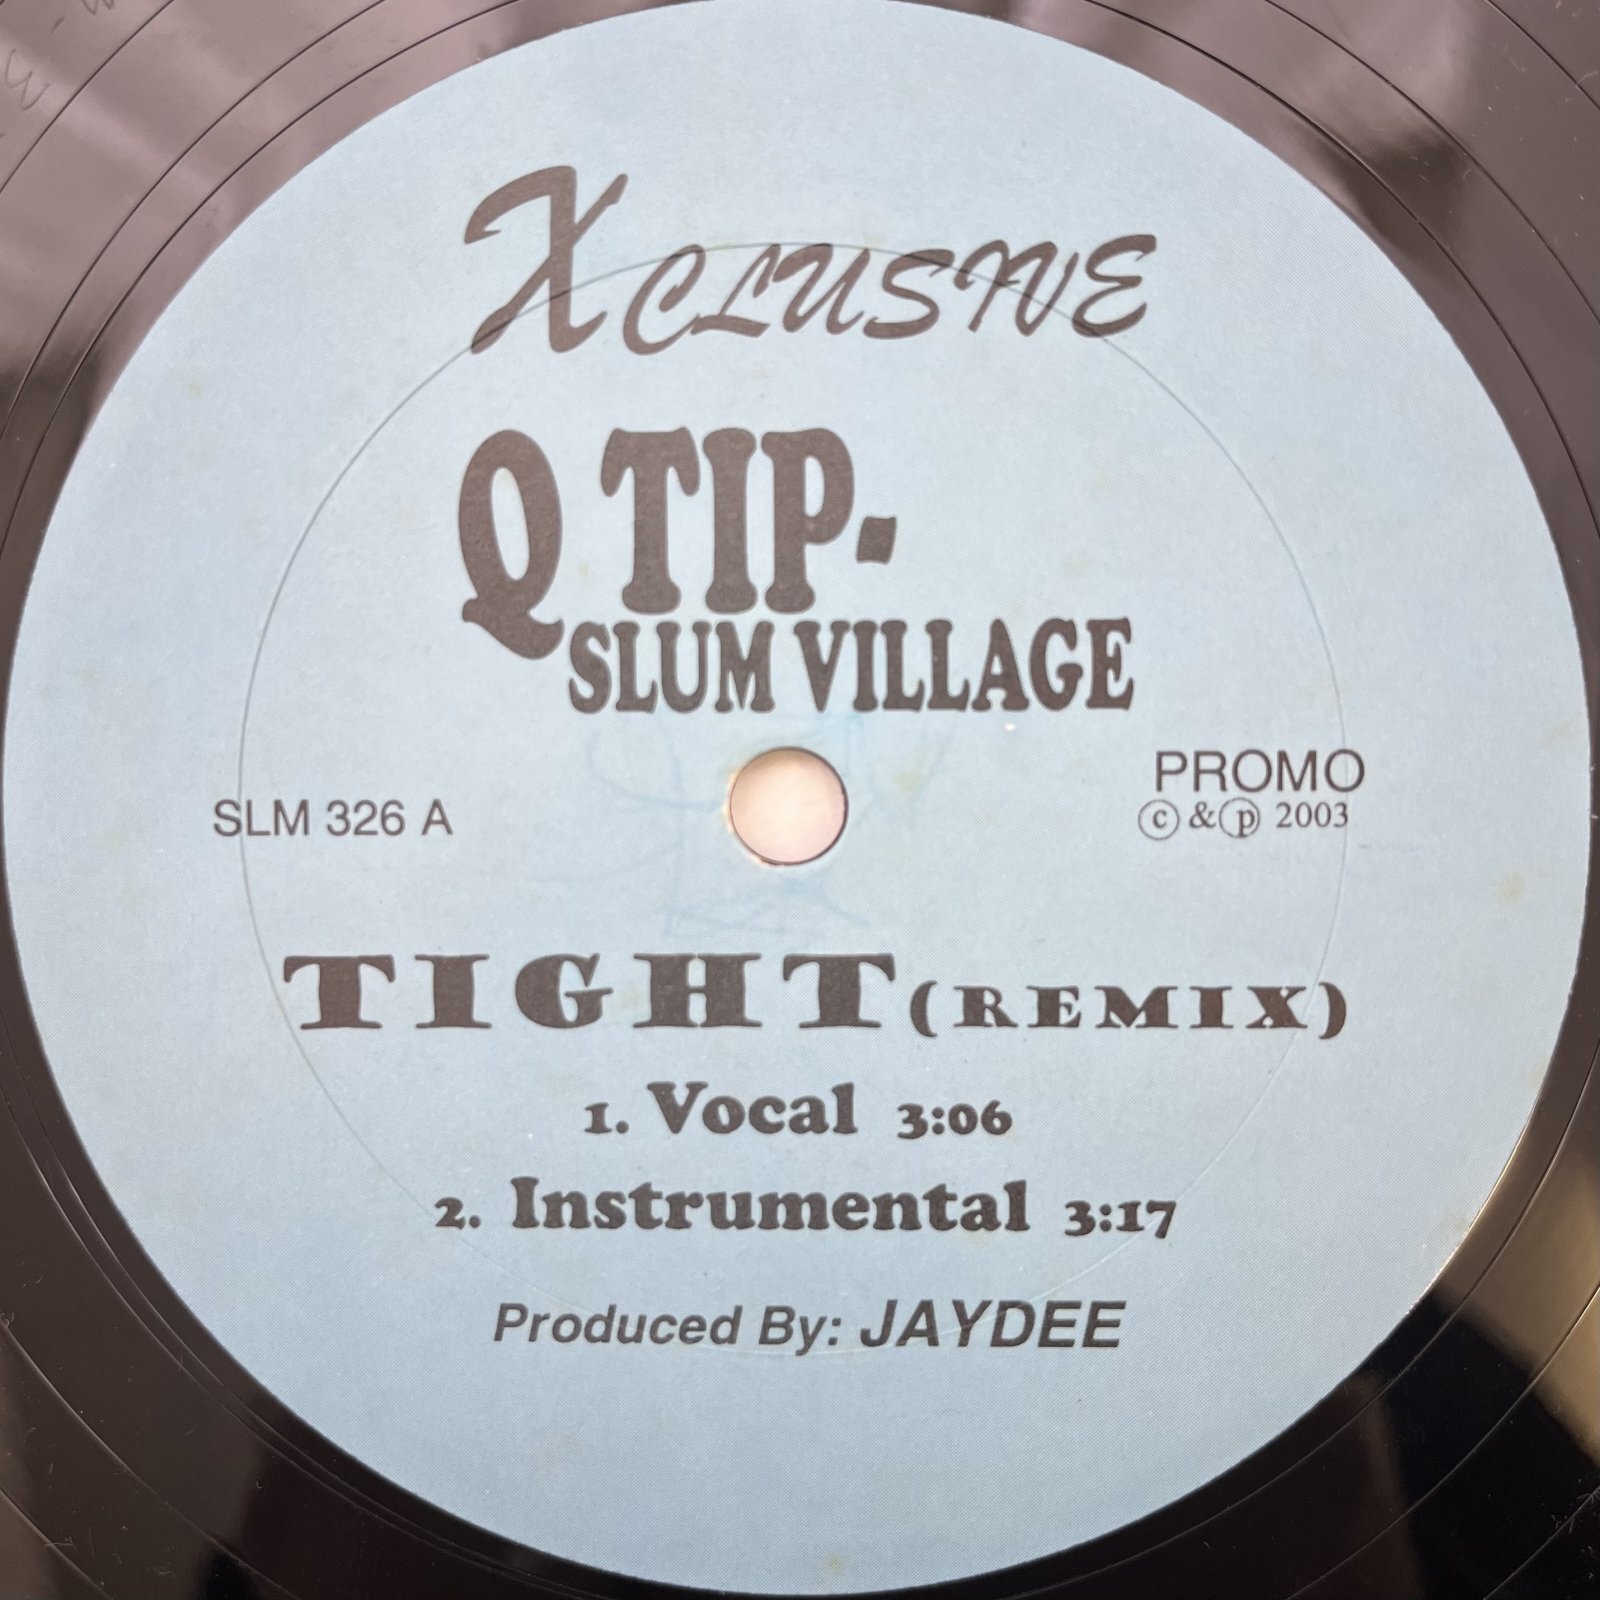 XCLUSIVE
Q TIP-
SLUM VILLAGE
PROMO
SLM 326 A
ⓒ & ⓟ 2003
TIGHT (REMIX)
1. Vocal 3:06
2. Instrumental 3:17
Produced By: JAYDEE